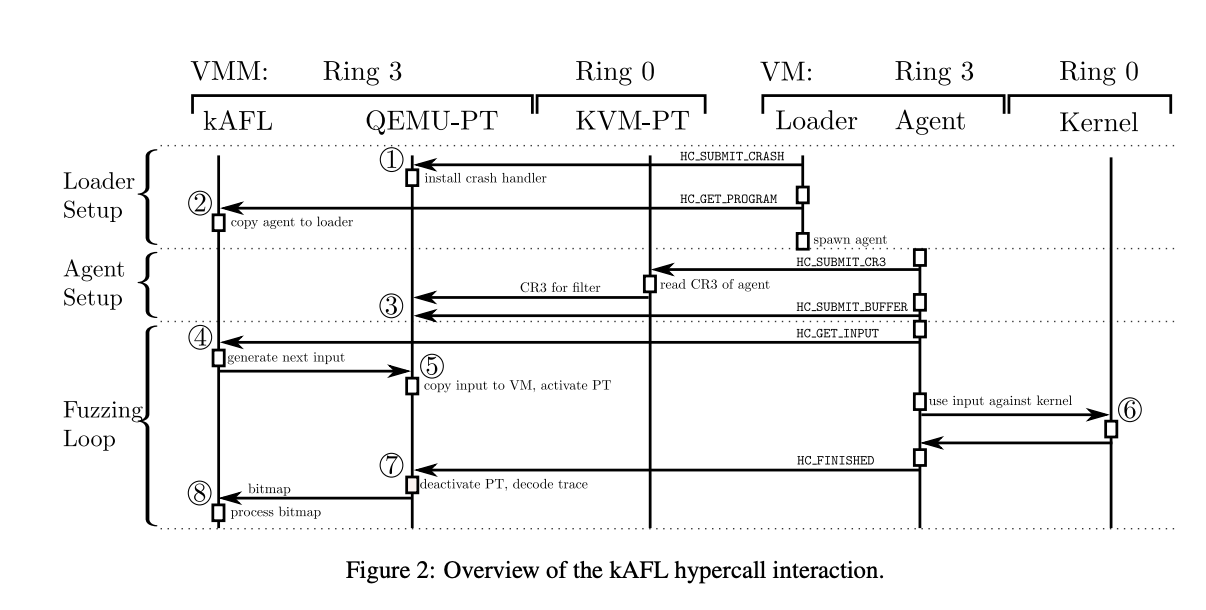 VMM: Ring 3 Ring 0 VM: Ring 3 Ring 0
kAFL QEMU-PT KVM-PT Loader Agent Kernel
Loader
Setup
① HC_SUBMIT_CRASH
install crash handler
② HC_GET_PROGRAM
copy agent to loader
spawn agent
Agent
Setup
HC_SUBMIT_CR3
read CR3 of agent
CR3 for filter
③ HC_SUBMIT_BUFFER
Fuzzing
Loop
④ HC_GET_INPUT
generate next input
⑤
copy input to VM, activate PT
use input against kernel ⑥
⑦ HC_FINISHED
deactivate PT, decode trace
⑧ bitmap
process bitmap
Figure 2: Overview of the kAFL hypercall interaction.